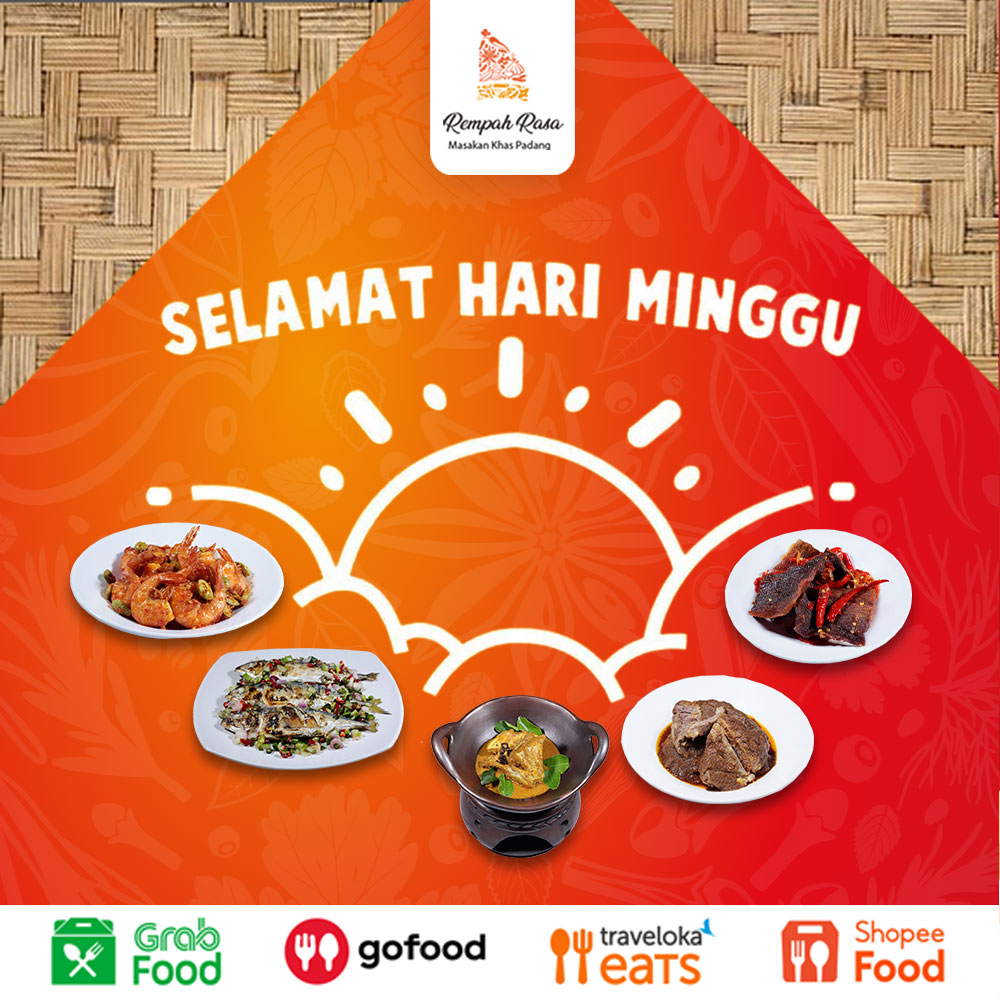 Rempah Rasa
Masakan Khas Padang
SELAMAT HARI MINGGU
Grab
Food
gofood
traveloka
eats
Shopee
Food